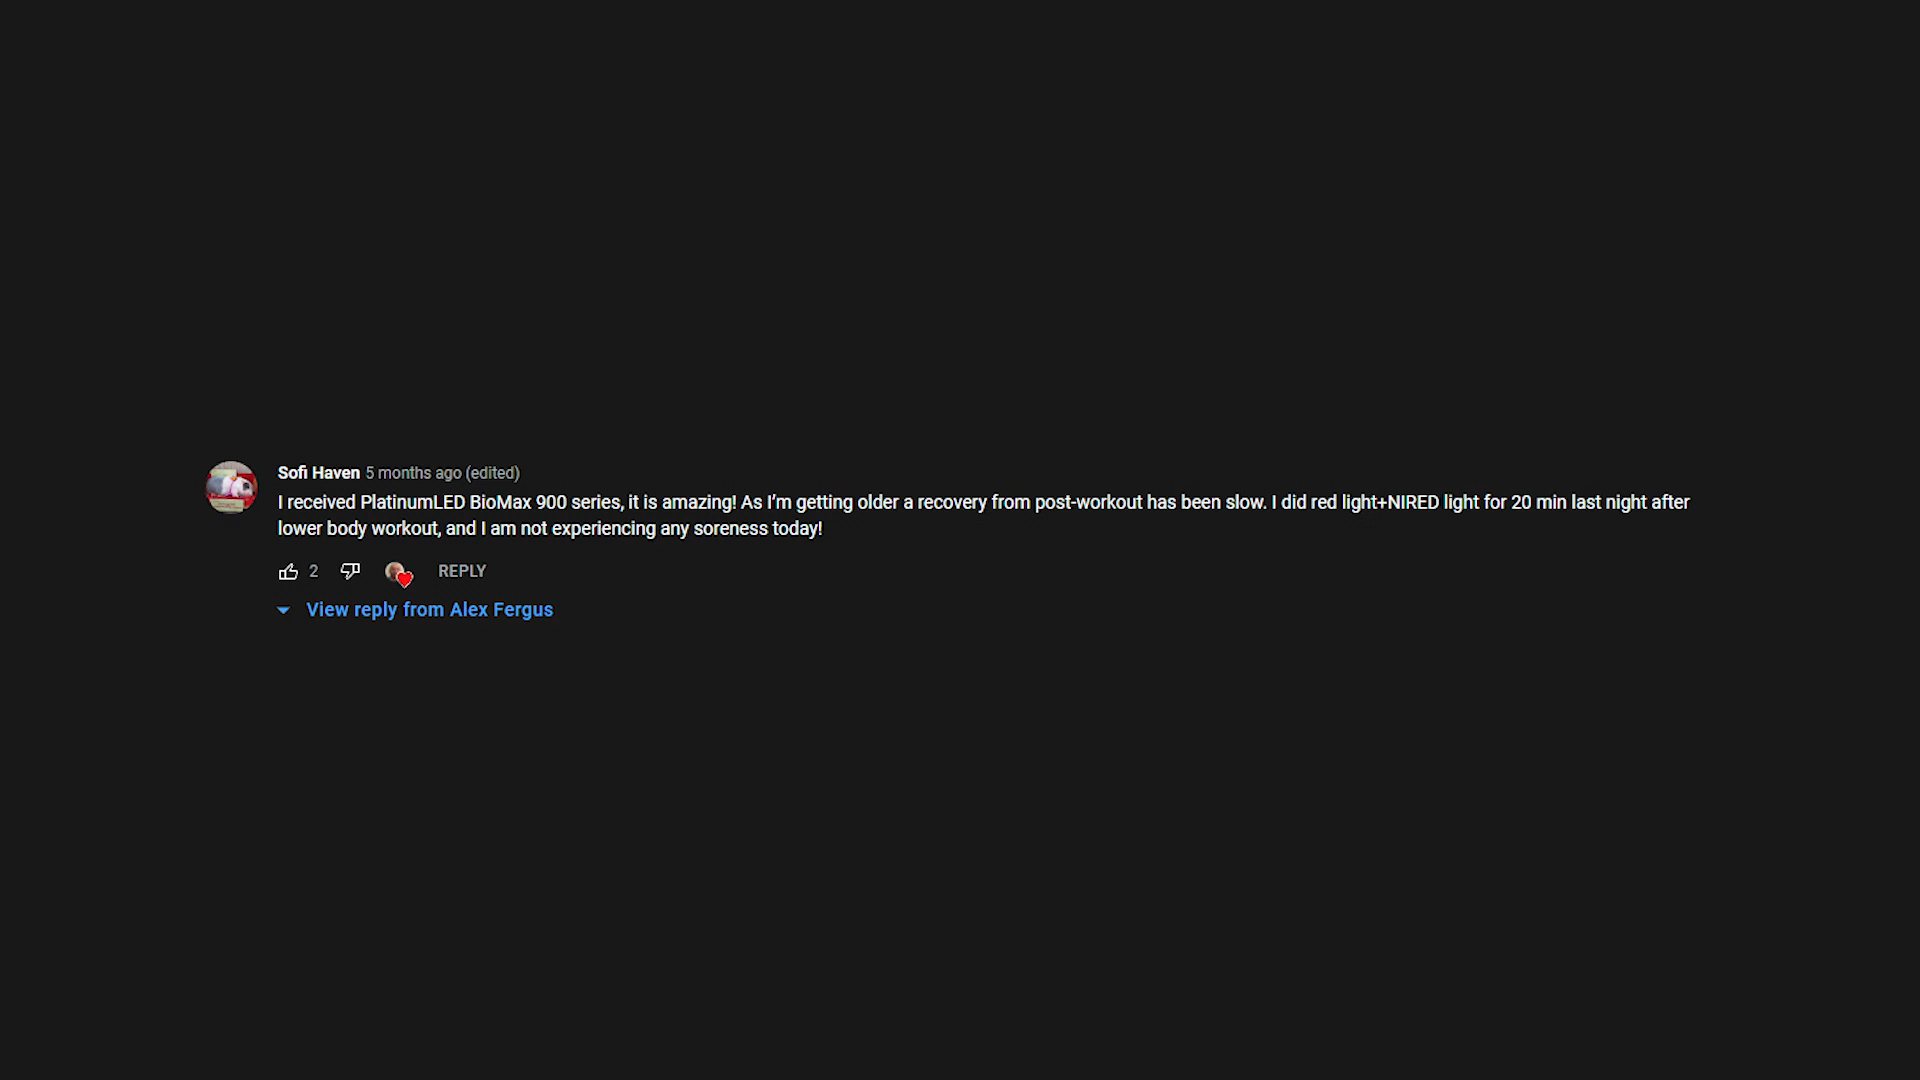 Sofi Haven 5 months ago (edited)
I received PlatinumLED BioMax 900 series, it is amazing! As I’m getting older a recovery from post-workout has been slow. I did red light+NIRED light for 20 min last night after
lower body workout, and I am not experiencing any soreness today!
2 REPLY
View reply from Alex Fergus